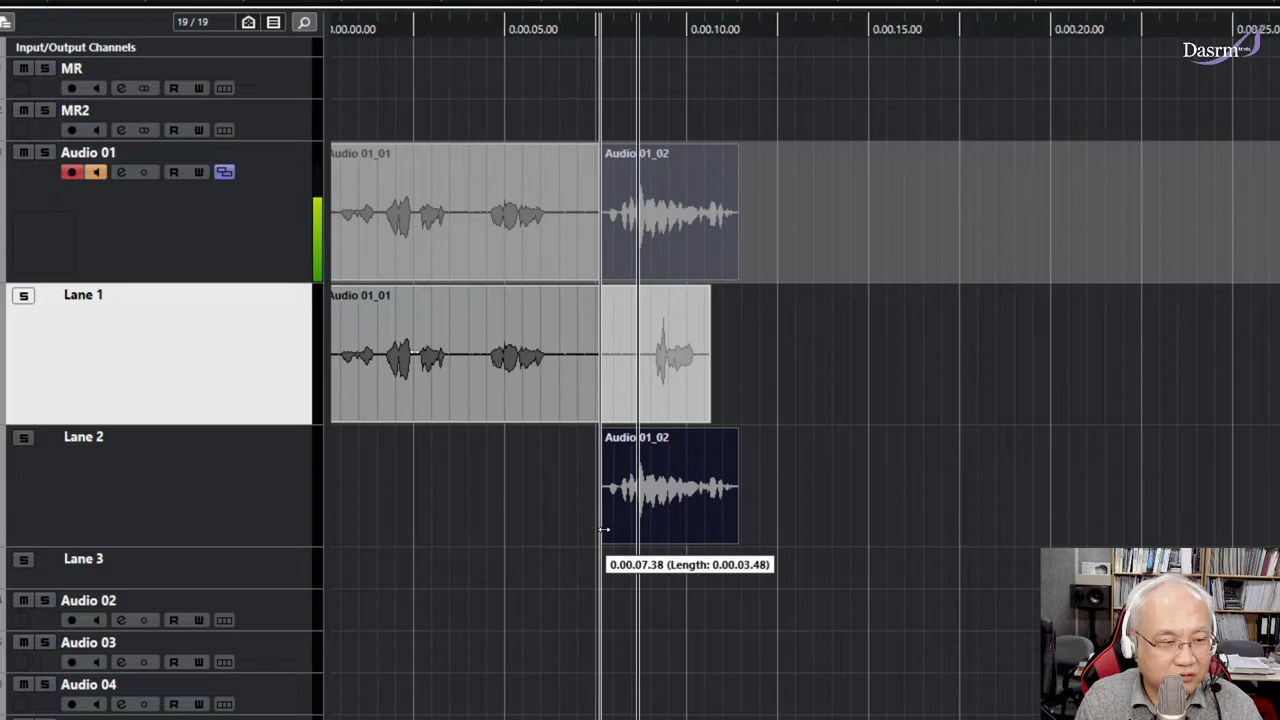 19 / 19
0.00.00.00
0.00.05.00
0.00.10.00
0.00.15.00
0.00.20.00
Dasrm
Input/Output Channels
M S MR
R W
M S MR2
R W
M S Audio 01
R W
Audio 01_01
Audio 01_02
S Lane 1
Audio 01_01
S Lane 2
Audio 01_02
0.00.07.38 (Length: 0.00.03.48)
S Lane 3
M S Audio 02
R W
M S Audio 03
R W
M S Audio 04
R W